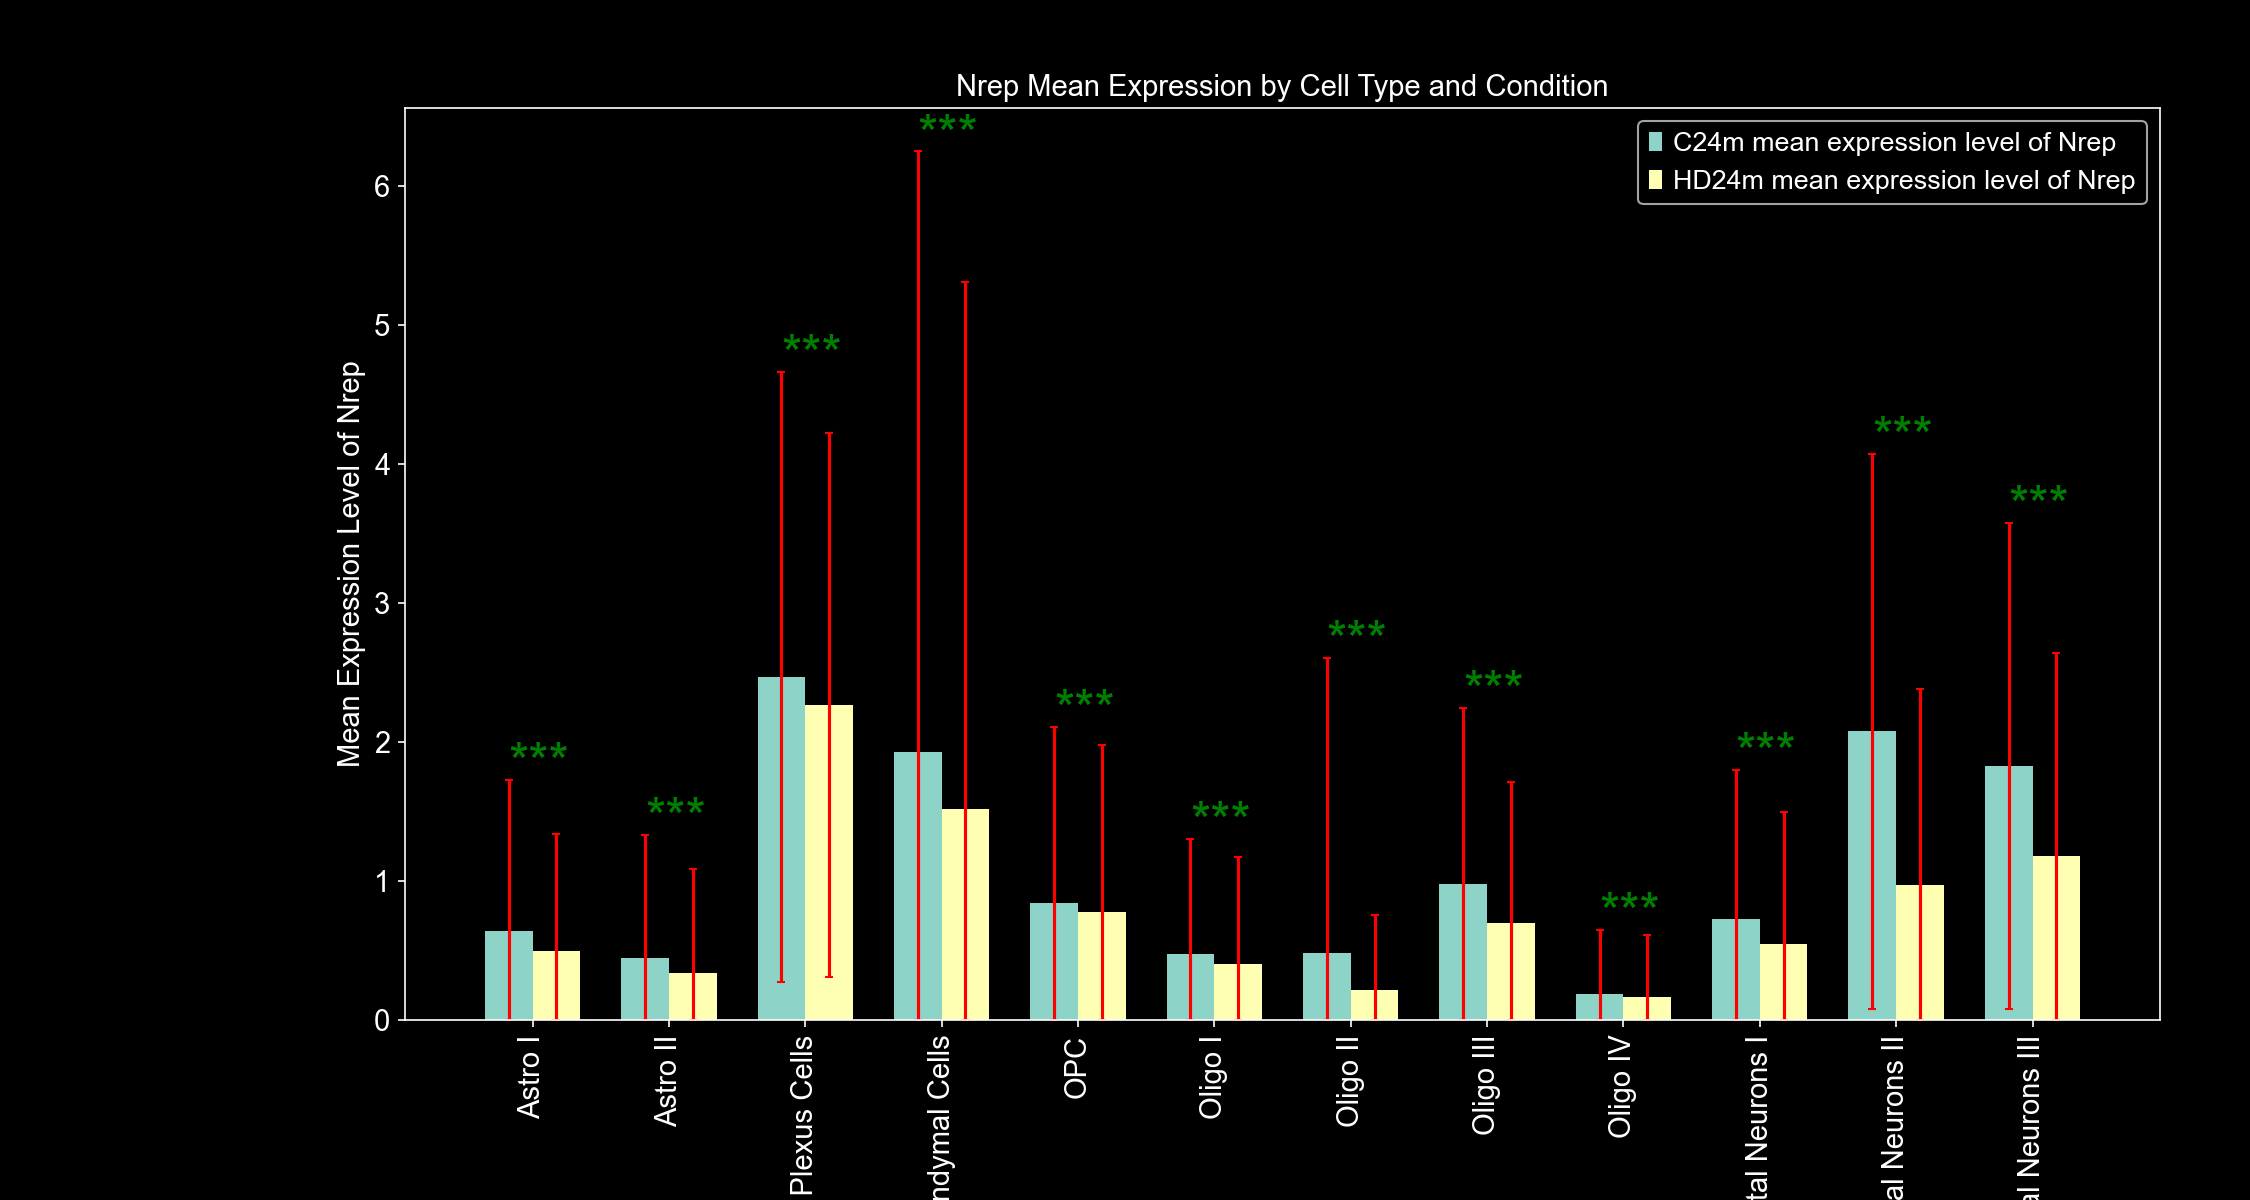 Nrep Mean Expression by Cell Type and Condition
C24m mean expression level of Nrep
HD24m mean expression level of Nrep
Mean Expression Level of Nrep
6
5
4
3
2
1
0
***
***
***
***
***
***
***
***
***
***
***
***
Astro I
Astro II
Plexus Cells
ndymal Cells
OPC
Oligo I
Oligo II
Oligo III
Oligo IV
tal Neurons I
al Neurons II
al Neurons III